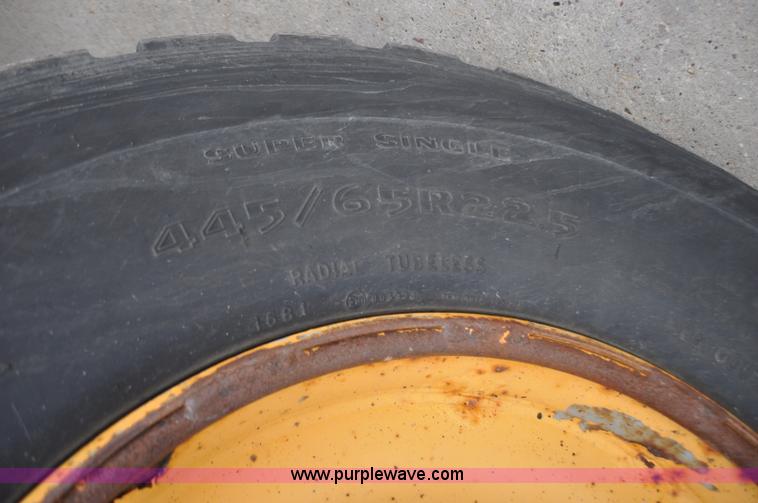 SUPER SINGLE
445/65R22.5
RADIAL TUBELESS
www.purplewave.com